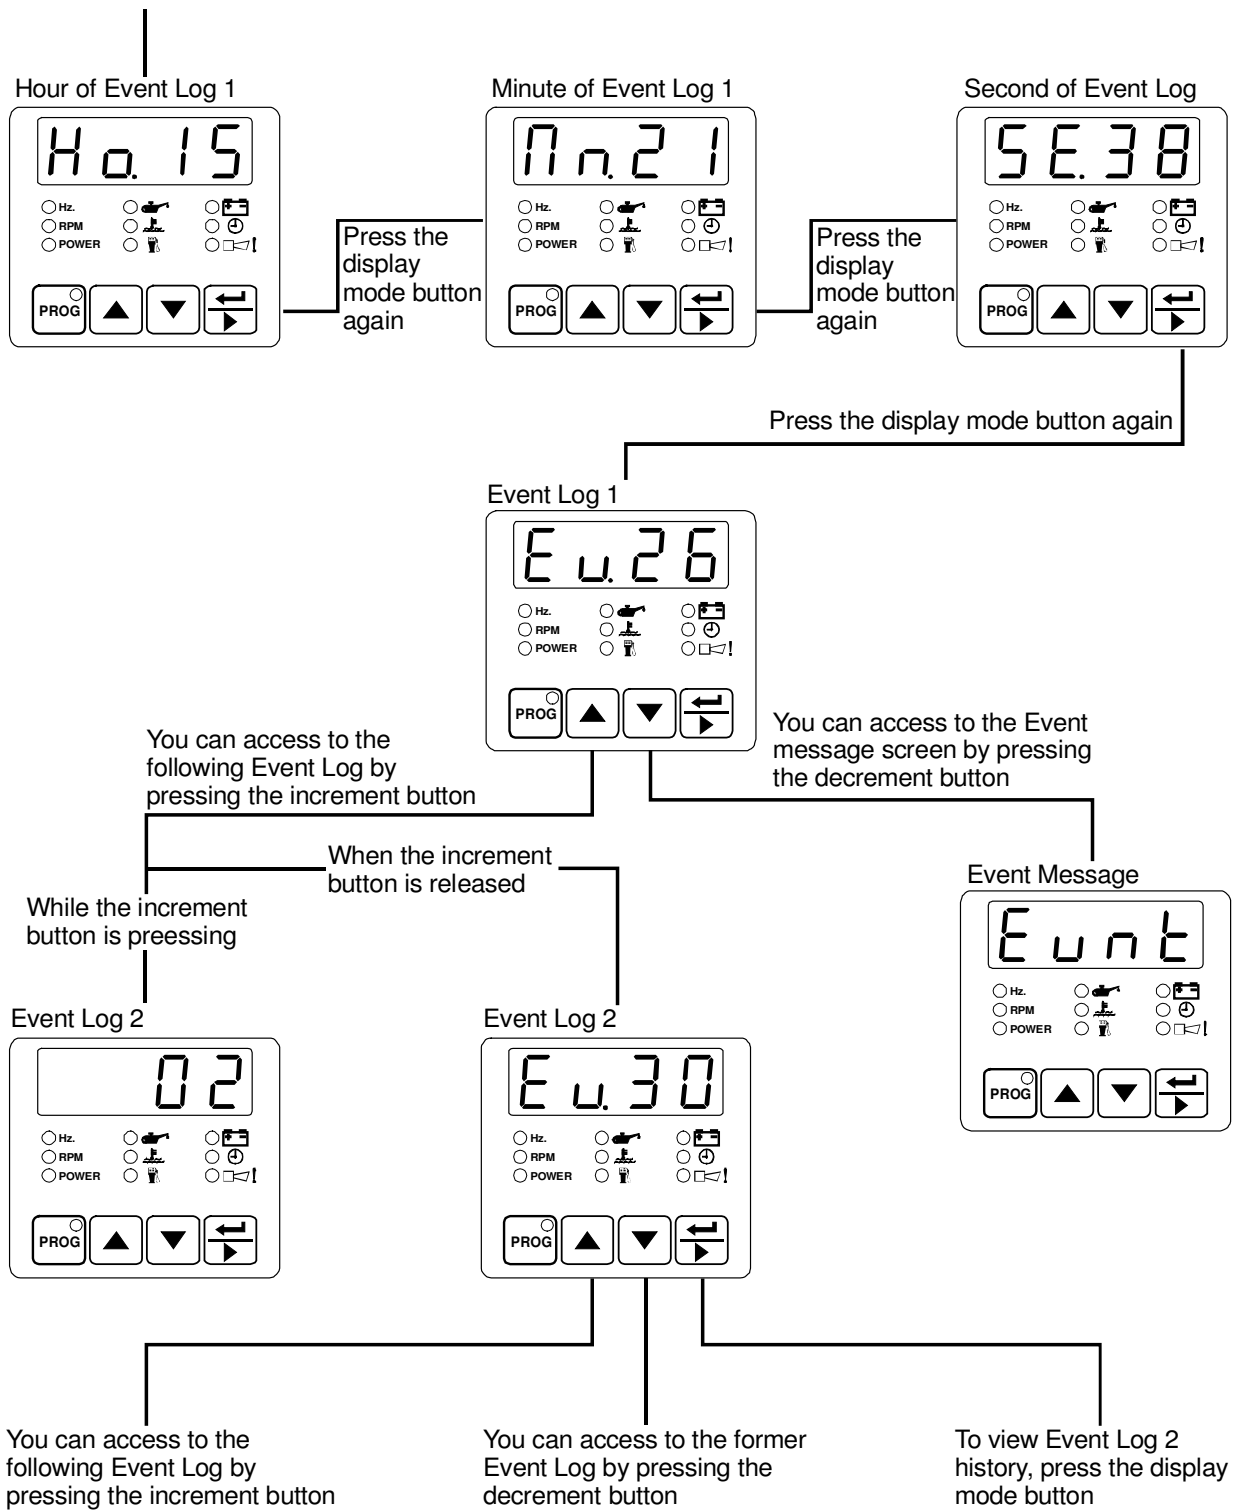 Hour of Event Log 1
Minute of Event Log 1
Second of Event Log
Ho.15
Mn.21
SE.38
Hz.
RPM
POWER
!
PROG
Hz.
RPM
POWER
!
PROG
Hz.
RPM
POWER
!
PROG
Press the
display
mode button
again
Press the
display
mode button
again
Press the display mode button again
Event Log 1
Eu.26
Hz.
RPM
POWER
!
PROG
You can access to the
following Event Log by
pressing the increment button
You can access to the Event
message screen by pressing
the decrement button
When the increment
button is released
While the increment
button is preessing
Event Message
Eunt
Hz.
RPM
POWER
!
PROG
Event Log 2
02
Hz.
RPM
POWER
!
PROG
Event Log 2
Eu.30
Hz.
RPM
POWER
!
PROG
You can access to the
following Event Log by
pressing the increment button
You can access to the former
Event Log by pressing the
decrement button
To view Event Log 2
history, press the display
mode button